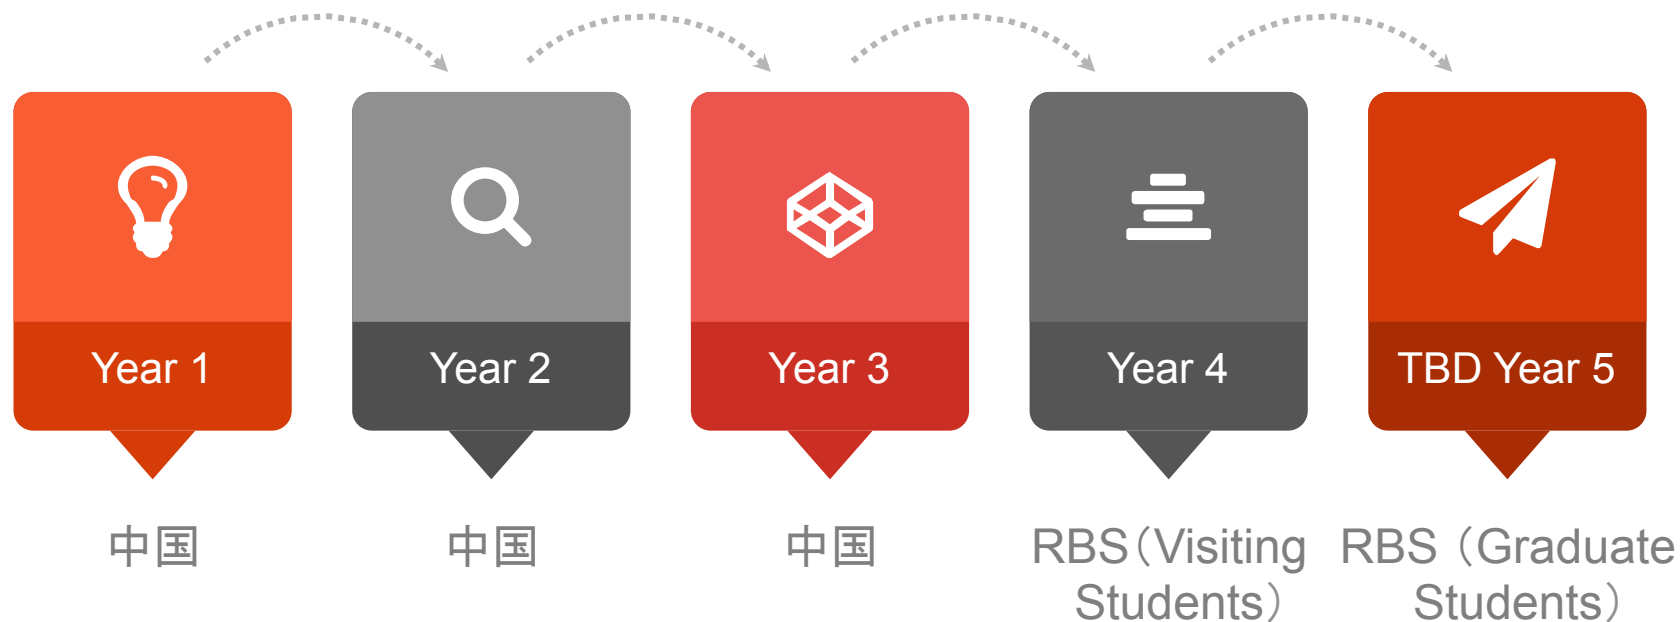 Year 1
Year 2
Year 3
Year 4
TBD Year 5
中国
中国
中国
RBS（Visiting
Students）
RBS（Graduate
Students）